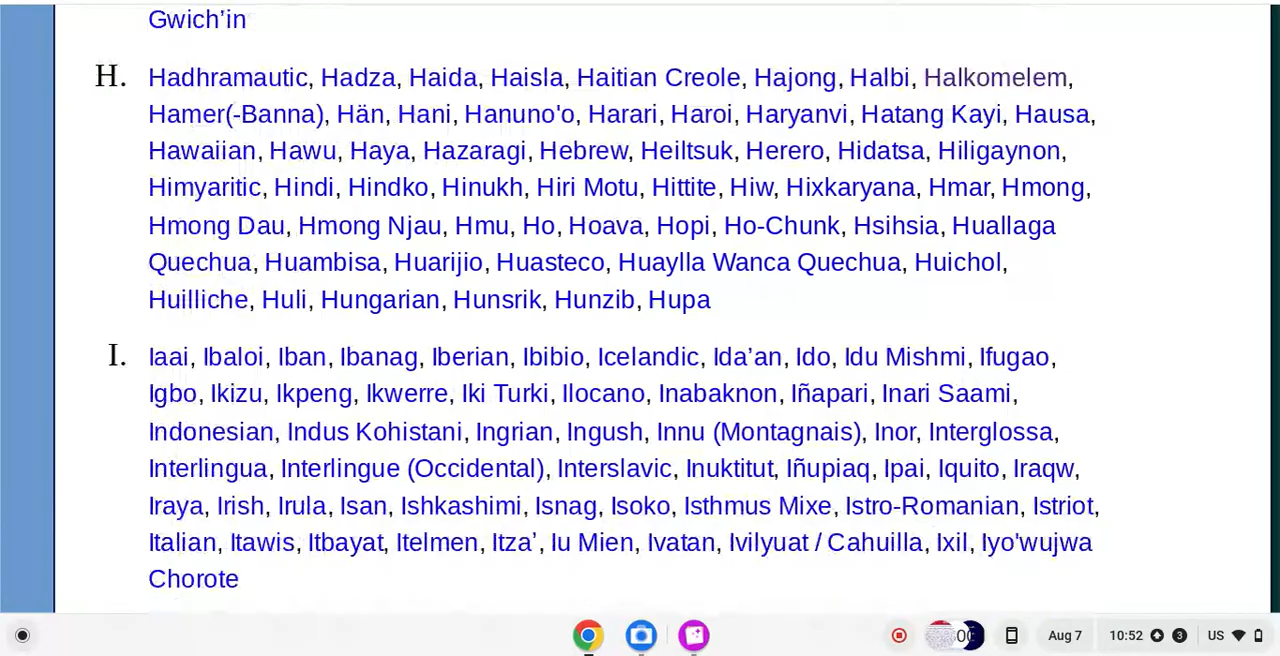 Gwich’in
H. Hadhramautic, Hadza, Haida, Haisla, Haitian Creole, Hajong, Halbi, Halkomelem,
Hamer(-Banna), Hän, Hani, Hanuno'o, Harari, Haroi, Haryanvi, Hatang Kayi, Hausa,
Hawaiian, Hawu, Haya, Hazaragi, Hebrew, Heiltsuk, Herero, Hidatsa, Hiligaynon,
Himyaritic, Hindi, Hindko, Hinukh, Hiri Motu, Hittite, Hiw, Hixkaryana, Hmar, Hmong,
Hmong Dau, Hmong Njau, Hmu, Ho, Hoava, Hopi, Ho-Chunk, Hsihsia, Huallaga
Quechua, Huambisa, Huarijio, Huasteco, Huaylla Wanca Quechua, Huichol,
Huilliche, Huli, Hungarian, Hunsrik, Hunzib, Hupa
I. Iaai, Ibaloi, Iban, Ibanag, Iberian, Ibibio, Icelandic, Ida’an, Ido, Idu Mishmi, Ifugao,
Igbo, Ikizu, Ikpeng, Ikwerre, Iki Turki, Ilocano, Inabaknon, Iñapari, Inari Saami,
Indonesian, Indus Kohistani, Ingrian, Ingush, Innu (Montagnais), Inor, Interglossa,
Interlingua, Interlingue (Occidental), Interslavic, Inuktitut, Iñupiaq, Ipai, Iquito, Iraqw,
Iraya, Irish, Irula, Isan, Ishkashimi, Isnag, Isoko, Isthmus Mixe, Istro-Romanian, Istriot,
Italian, Itawis, Itbayat, Itelmen, Itza’, Iu Mien, Ivatan, Ivilyuat / Cahuilla, Ixil, Iyo'wujwa
Chorote
Aug 7 10:52 3 US